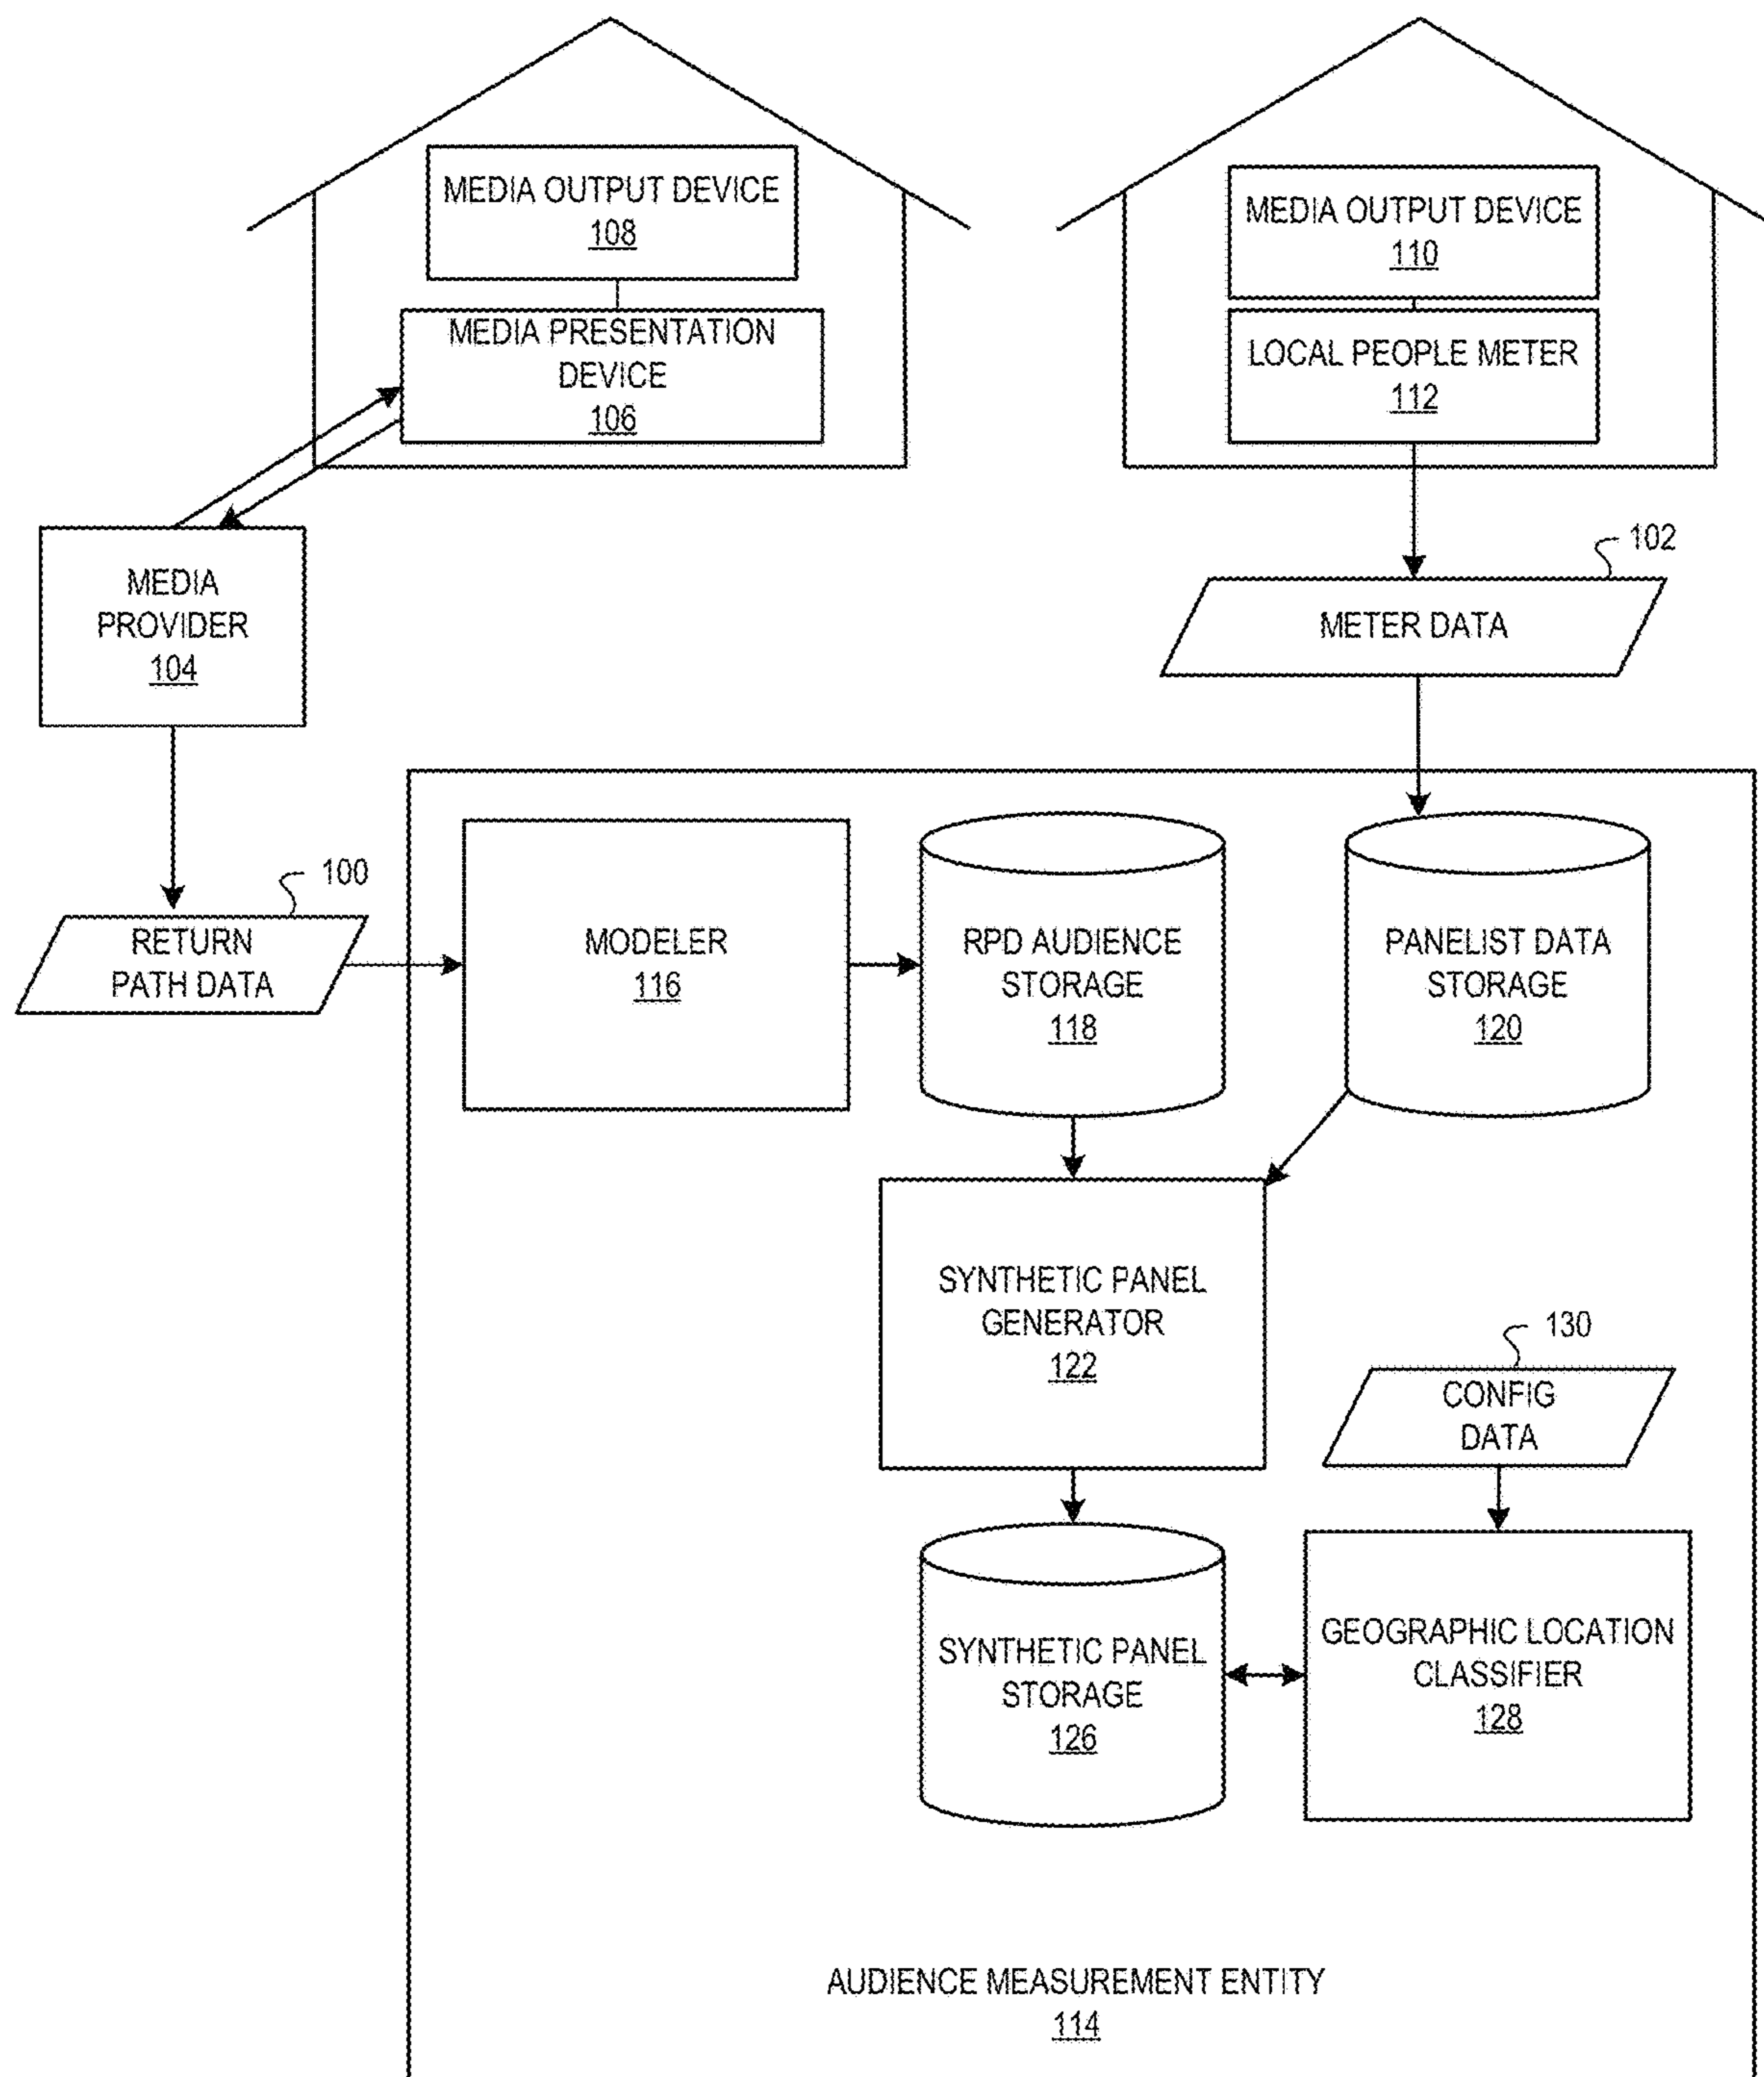 MEDIA OUTPUT DEVICE
108
MEDIA PRESENTATION
DEVICE
106
MEDIA OUTPUT DEVICE
110
LOCAL PEOPLE METER
112
MEDIA
PROVIDER
104
102
METER DATA
100
RETURN
PATH DATA
MODELER
116
RPD AUDIENCE
STORAGE
118
PANELIST DATA
STORAGE
120
SYNTHETIC PANEL
GENERATOR
122
130
CONFIG
DATA
SYNTHETIC PANEL
STORAGE
126
GEOGRAPHIC LOCATION
CLASSIFIER
128
AUDIENCE MEASUREMENT ENTITY
114